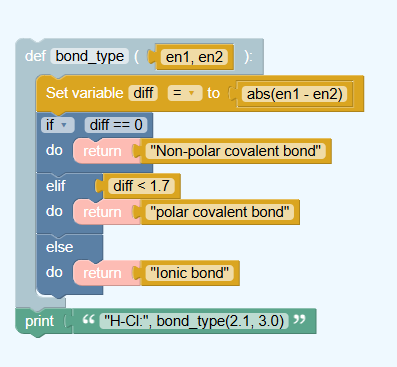 def bond_type ( en1, en2 ):
Set variable diff = to abs(en1 - en2)
if diff == 0
do return "Non-polar covalent bond"
elif diff < 1.7
do return "polar covalent bond"
else
do return "Ionic bond"
print “ "H-Cl:", bond_type(2.1, 3.0) ”